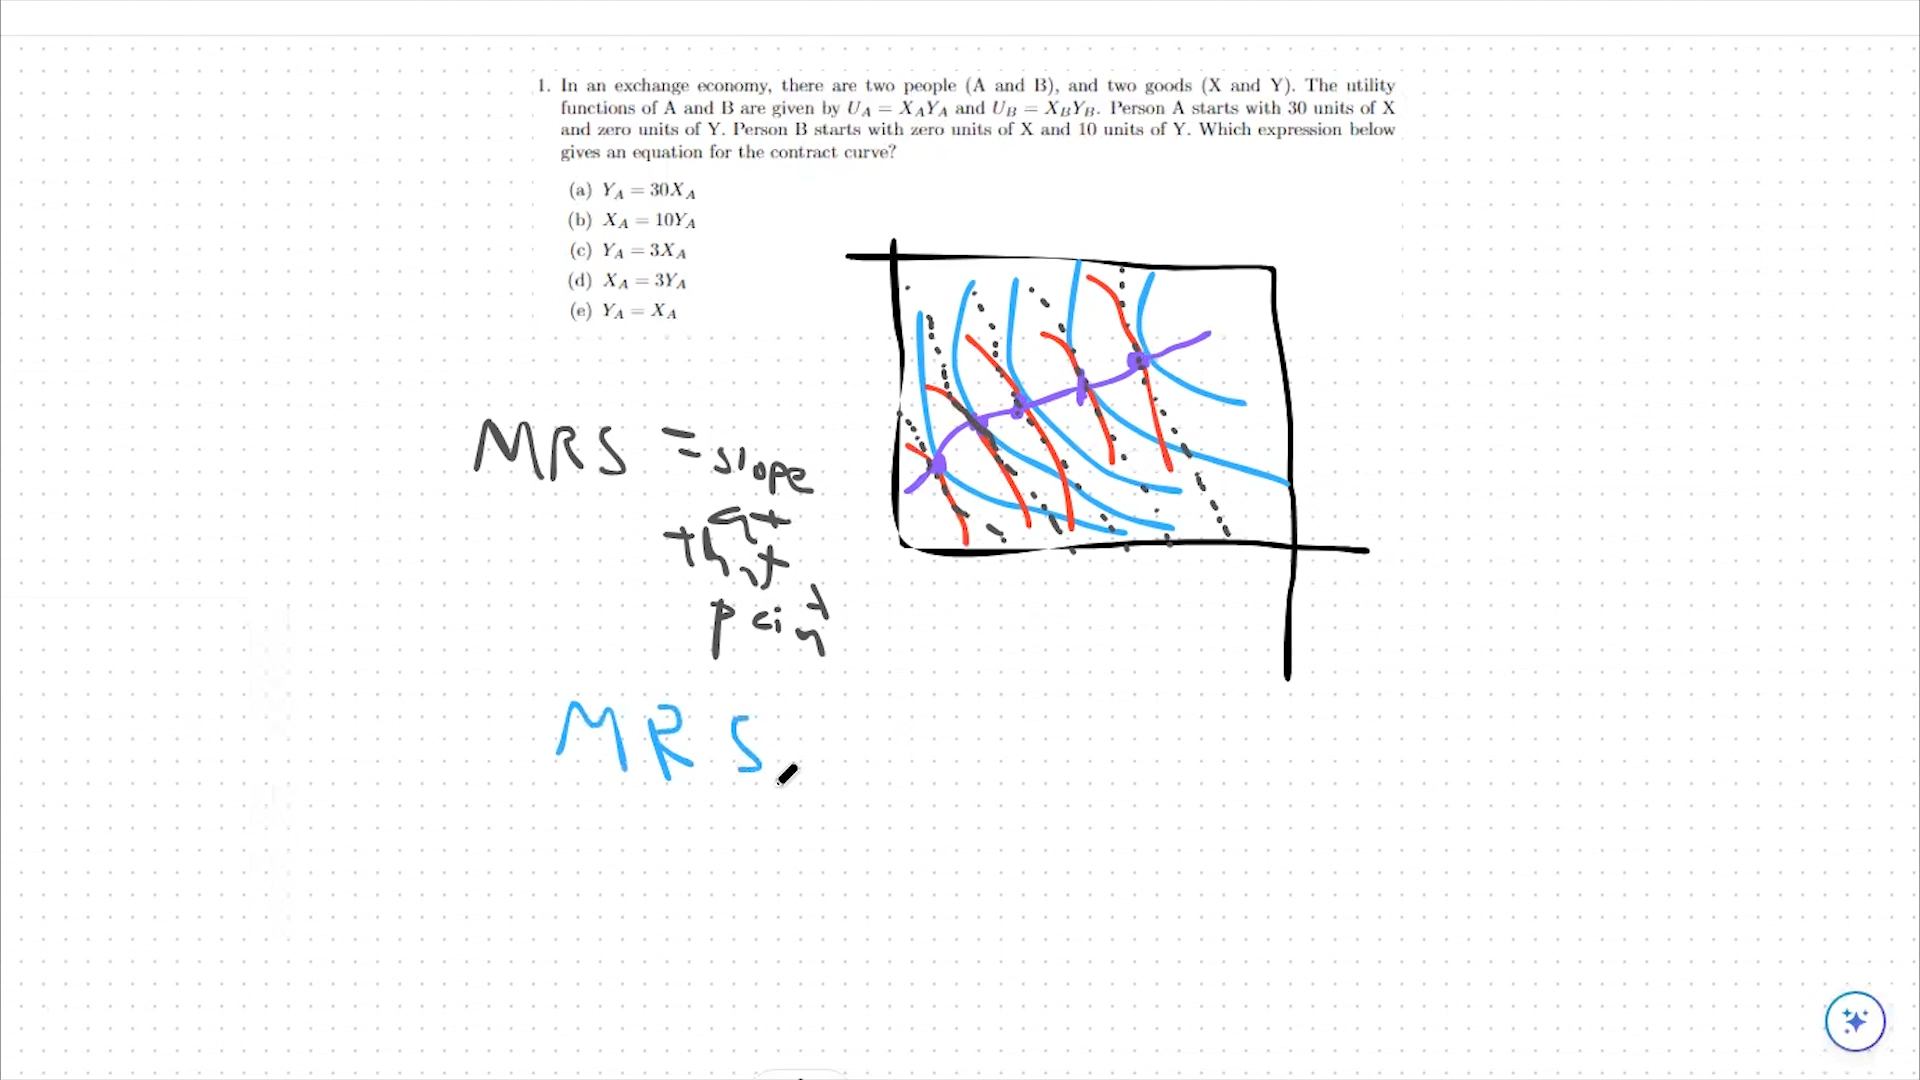 1. In an exchange economy, there are two people (A and B), and two goods (X and Y). The utility
functions of A and B are given by U_A = X_AY_A and U_B = X_BY_B. Person A starts with 30 units of X
and zero units of Y. Person B starts with zero units of X and 10 units of Y. Which expression below
gives an equation for the contract curve?
(a) Y_A = 30X_A
(b) X_A = 10Y_A
(c) Y_A = 3X_A
(d) X_A = 3Y_A
(e) Y_A = X_A
MRS = slope
at
that
point
MRS